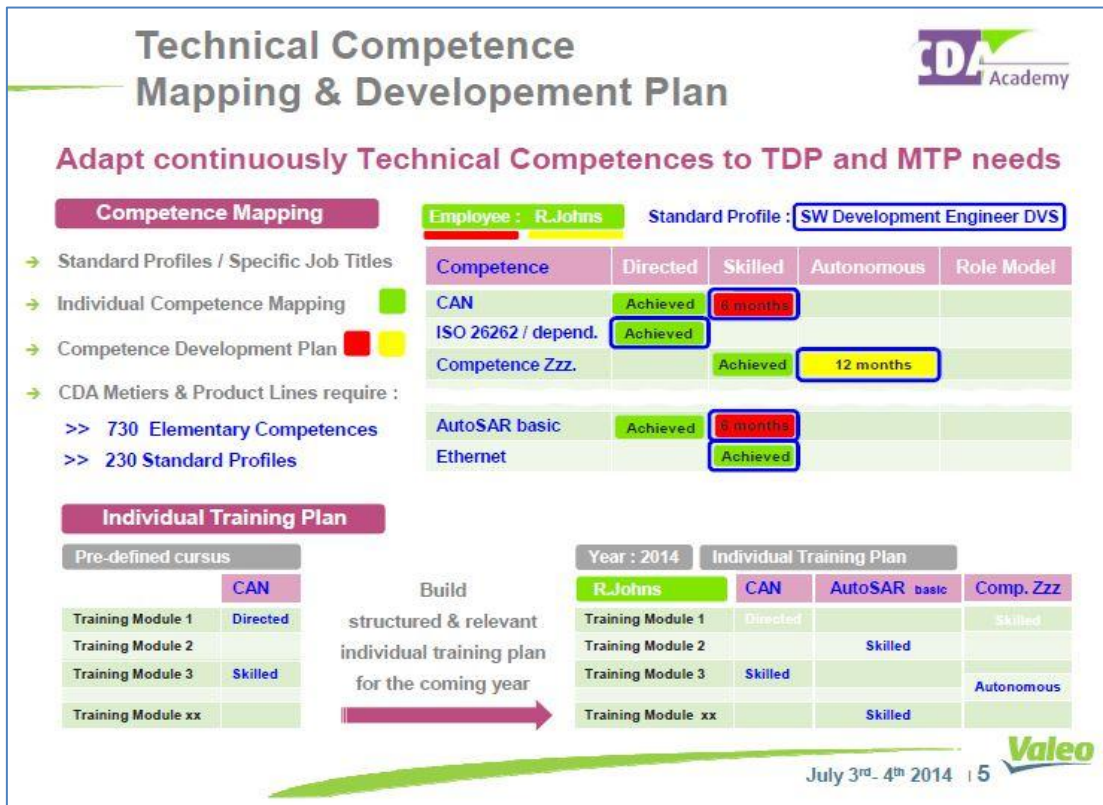 Technical Competence
Mapping & Developement Plan
CDA Academy
Adapt continuously Technical Competences to TDP and MTP needs
Competence Mapping
Employee : R.Johns
Standard Profile : SW Development Engineer DVS
Standard Profiles / Specific Job Titles
Individual Competence Mapping
Competence Development Plan
CDA Metiers & Product Lines require :
>> 730 Elementary Competences
>> 230 Standard Profiles
Competence Directed Skilled Autonomous Role Model
CAN Achieved 6 months
ISO 26262 / depend. Achieved
Competence Zzz. Achieved 12 months
AutoSAR basic Achieved 6 months
Ethernet Achieved
Individual Training Plan
Pre-defined cursus
CAN
Training Module 1 Directed
Training Module 2
Training Module 3 Skilled
Training Module xx
Build
structured & relevant
individual training plan
for the coming year
Year : 2014 Individual Training Plan
R.Johns CAN AutoSAR basic Comp. Zzz
Training Module 1 Directed Skilled
Training Module 2 Skilled
Training Module 3 Skilled
Autonomous
Training Module xx Skilled
July 3rd- 4th 2014 | 5
Valeo